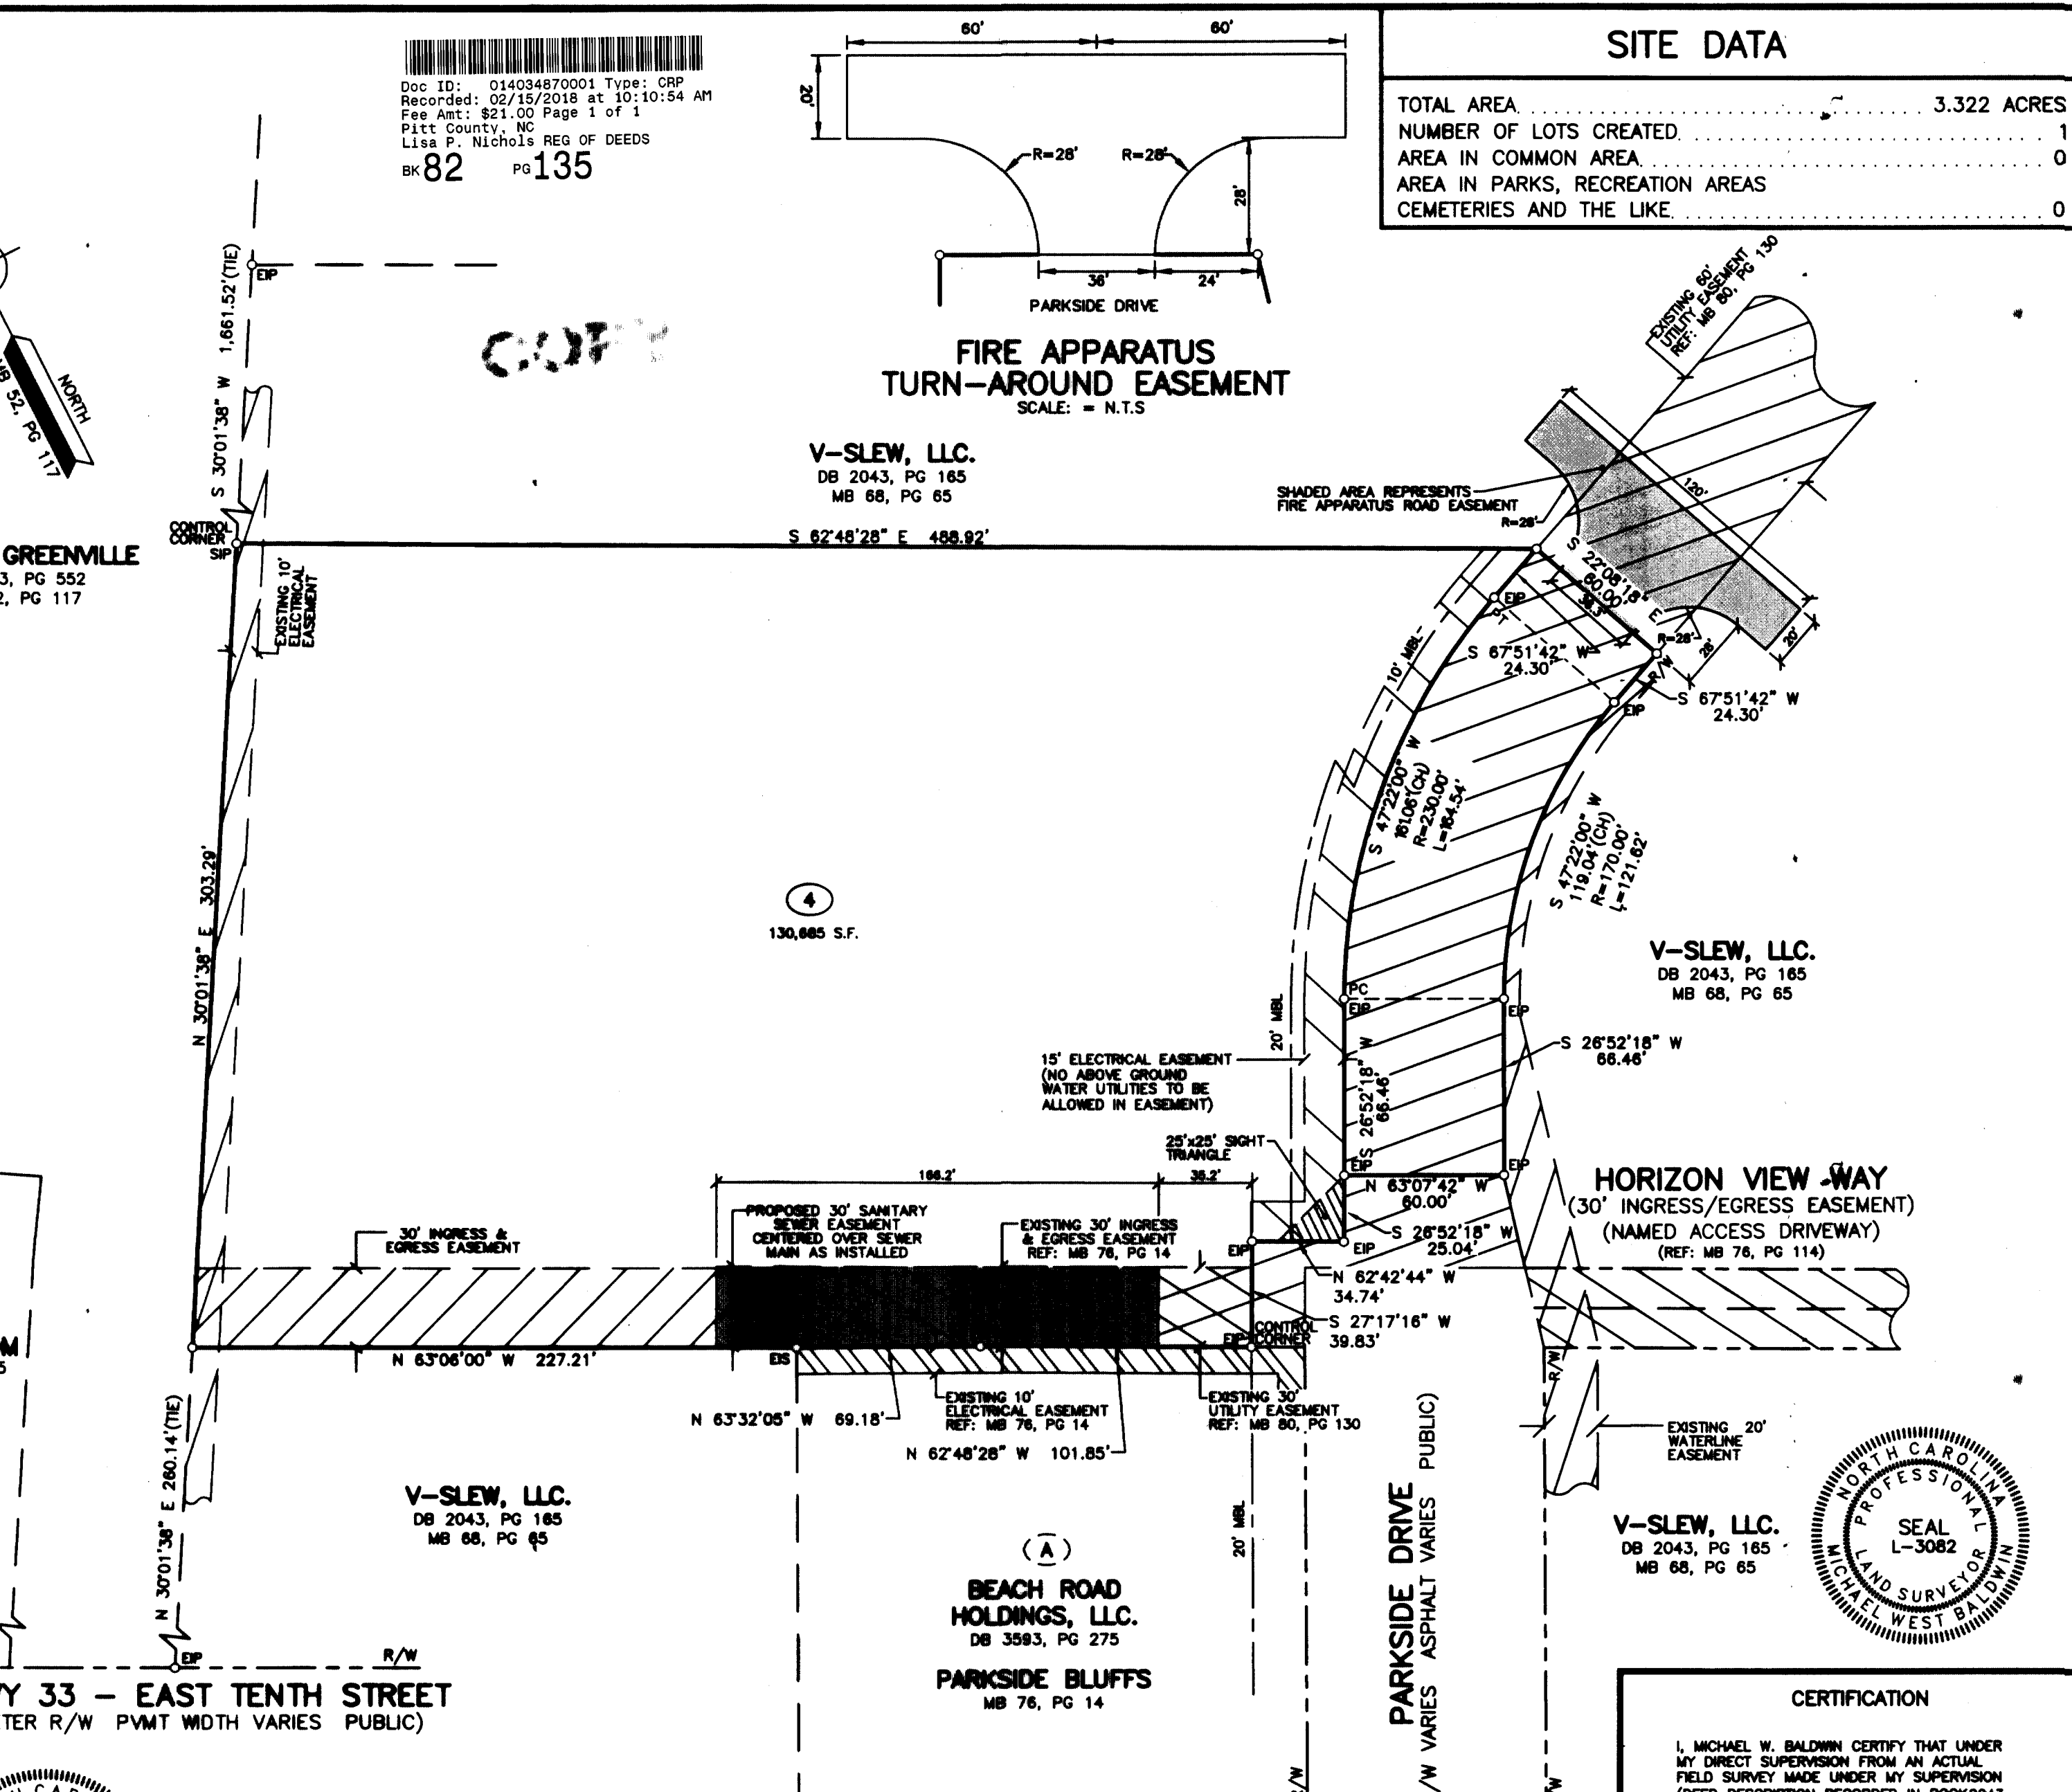 Doc ID: 014034870001 Type: CRP
Recorded: 02/15/2018 at 10:10:54 AM
Fee Amt: $21.00 Page 1 of 1
Pitt County, NC
Lisa P. Nichols REG OF DEEDS
BK 82 PG 135
60' 60'
20'
R=28' R=28'
28'
36' 24'
PARKSIDE DRIVE
FIRE APPARATUS
TURN-AROUND EASEMENT
SCALE: = N.T.S
SITE DATA
TOTAL AREA 3.322 ACRES
NUMBER OF LOTS CREATED 1
AREA IN COMMON AREA 0
AREA IN PARKS, RECREATION AREAS
CEMETERIES AND THE LIKE 0
NORTH
MB 52, PG 117
S 30°01'38" W 1,661.52'(TIE)
EIP
COPY
V-SLEW, LLC.
DB 2043, PG 165
MB 68, PG 65
EXISTING 60'
UTILITY EASEMENT
REF: MB 80, PG 130
SHADED AREA REPRESENTS
FIRE APPARATUS ROAD EASEMENT
R=28'
120'
CONTROL
CORNER
SIP
GREENVILLE
3, PG 552
2, PG 117
S 62°48'28" E 488.92'
EXISTING 10'
ELECTRICAL
EASEMENT
S 22°08'18" E
60.00'
R=28'
28'
20'
EIP
PT
S 67°51'42" W
24.30'
R/W
S 67°51'42" W
24.30'
EIP
10' MBL
S 47°22'00" W
161.06'(CH)
R=230.00'
L=164.54'
S 47°22'00" W
119.04'(CH)
R=170.00'
L=121.62'
N 30°01'38" E 303.29'
4
130,685 S.F.
V-SLEW, LLC.
DB 2043, PG 165
MB 68, PG 65
PC
EIP
EIP
20' MBL
S 26°52'18" W
66.46'
S 26°52'18" W
66.46'
15' ELECTRICAL EASEMENT
(NO ABOVE GROUND
WATER UTILITIES TO BE
ALLOWED IN EASEMENT)
25'x25' SIGHT
TRIANGLE
EIP
EIP
N 63°07'42" W
60.00'
166.2' 35.2'
HORIZON VIEW WAY
(30' INGRESS/EGRESS EASEMENT)
(NAMED ACCESS DRIVEWAY)
(REF: MB 76, PG 114)
30' INGRESS &
EGRESS EASEMENT
PROPOSED 30' SANITARY
SEWER EASEMENT
CENTERED OVER SEWER
MAIN AS INSTALLED
EXISTING 30' INGRESS
& EGRESS EASEMENT
REF: MB 76, PG 14
EIP
EIP
S 26°52'18" W
25.04'
N 62°42'44" W
34.74'
S 27°17'16" W
39.83'
EIP
CONTROL
CORNER
N 63°06'00" W 227.21'
EIS
N 63°32'05" W 69.18'
EXISTING 10'
ELECTRICAL EASEMENT
REF: MB 76, PG 14
EXISTING 30'
UTILITY EASEMENT
REF: MB 80, PG 130
N 62°48'28" W 101.85'
R/W
EXISTING 20'
WATERLINE
EASEMENT
N 30°01'38" E 260.14'(TIE)
V-SLEW, LLC.
DB 2043, PG 165
MB 68, PG 65
20' MBL
A
BEACH ROAD
HOLDINGS, LLC.
DB 3593, PG 275
PARKSIDE BLUFFS
MB 76, PG 14
PARKSIDE DRIVE
/W VARIES ASPHALT VARIES PUBLIC)
V-SLEW, LLC.
DB 2043, PG 165
MB 68, PG 65
NORTH CAROLINA
PROFESSIONAL
SEAL
L-3082
LAND SURVEYOR
MICHAEL WEST BALDWIN
EIP
R/W
Y 33 - EAST TENTH STREET
TER R/W PVMT WIDTH VARIES PUBLIC)
R/W
CERTIFICATION
I, MICHAEL W. BALDWIN CERTIFY THAT UNDER
MY DIRECT SUPERVISION FROM AN ACTUAL
FIELD SURVEY MADE UNDER MY SUPERVISION